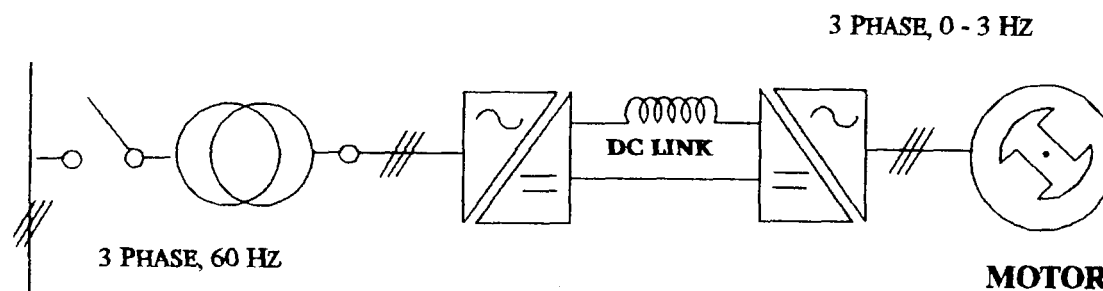 3 PHASE, 0 - 3 HZ
DC LINK
3 PHASE, 60 HZ
MOTOR